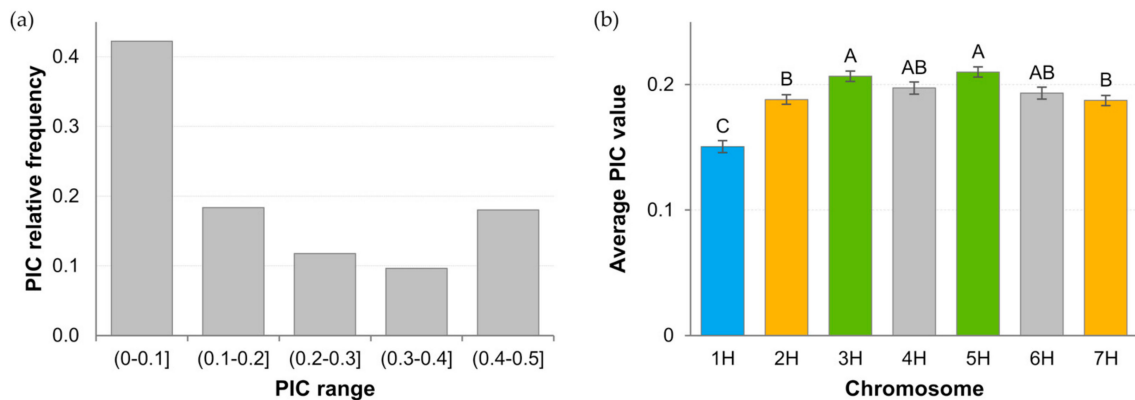 (a)
PIC relative frequency
0.4
0.3
0.2
0.1
0.0
(0-0.1] (0.1-0.2] (0.2-0.3] (0.3-0.4] (0.4-0.5]
PIC range
(b)
Average PIC value
0.2
0.1
0
C B A AB A AB B
1H 2H 3H 4H 5H 6H 7H
Chromosome